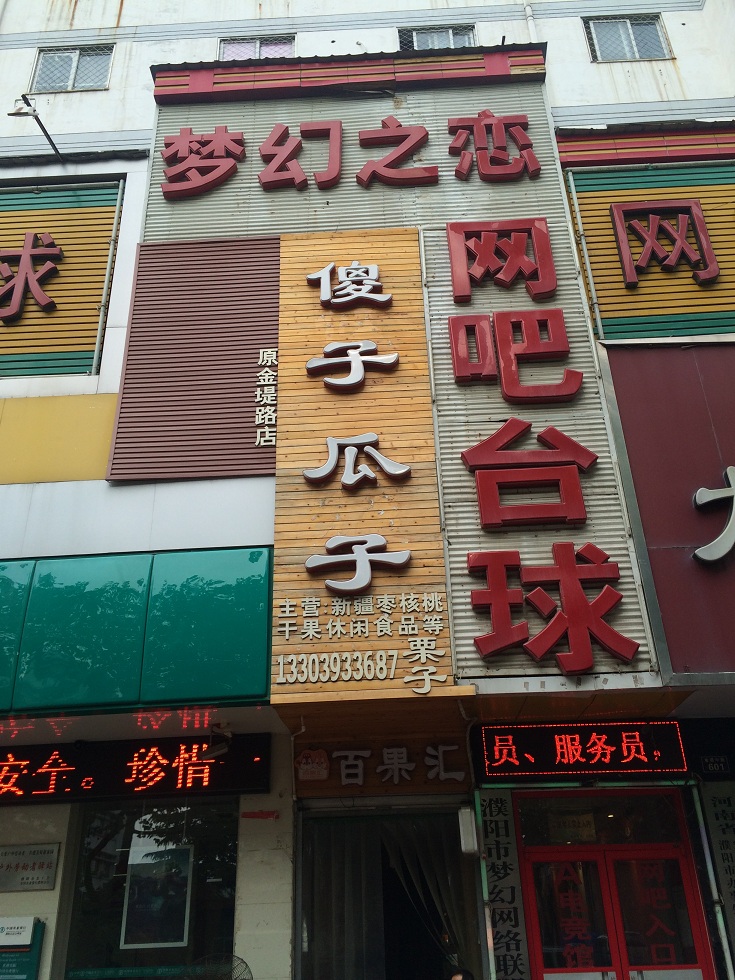 梦幻之恋
球
网吧台球
网
傻子瓜子
原金堤路店
主营:新疆枣核桃
干果休闲食品等
13303933687
栗子
百果汇
安全。珍惜
员、服务员。
濮阳市梦幻网络联
网吧入口
601